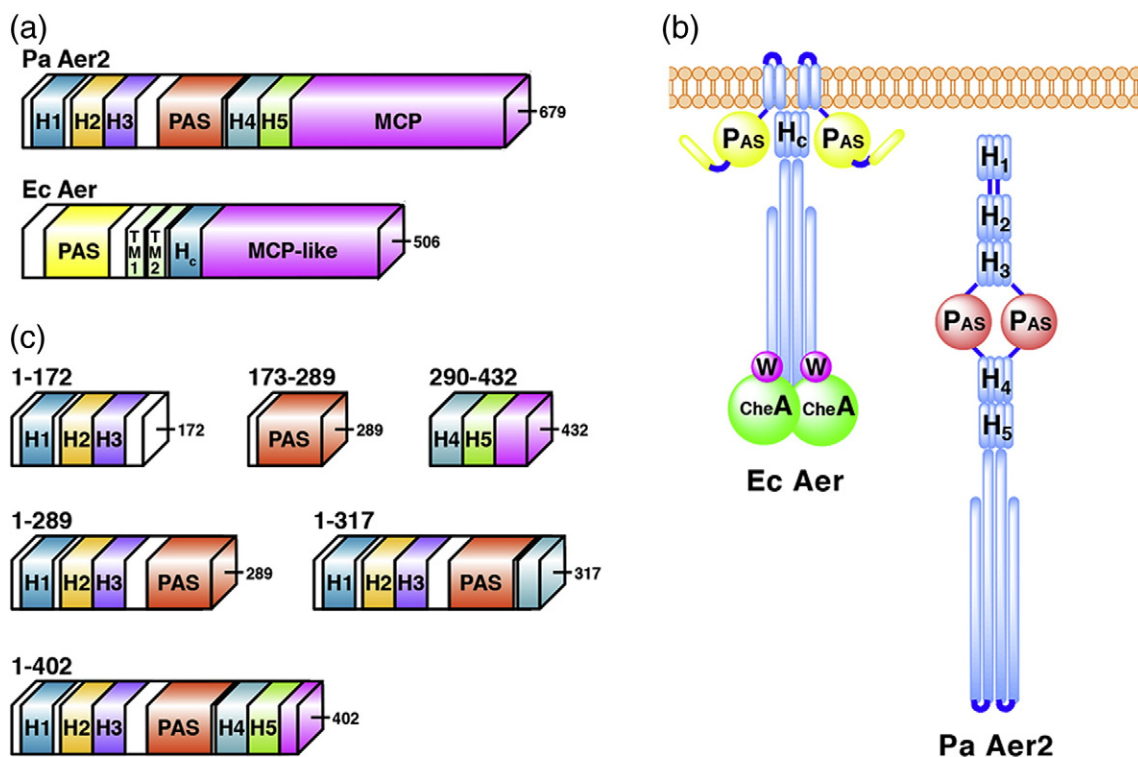 (a)
Pa Aer2
H1 H2 H3 PAS H4 H5 MCP 679
Ec Aer
PAS TM1 TM2 Hc MCP-like 506
(b)
PAS Hc PAS
W W
CheA CheA
Ec Aer
H1
H2
H3
PAS PAS
H4
H5
Pa Aer2
(c)
1-172 173-289 290-432
H1 H2 H3 172 PAS 289 H4 H5 432
1-289 1-317
H1 H2 H3 PAS 289 H1 H2 H3 PAS 317
1-402
H1 H2 H3 PAS H4 H5 402